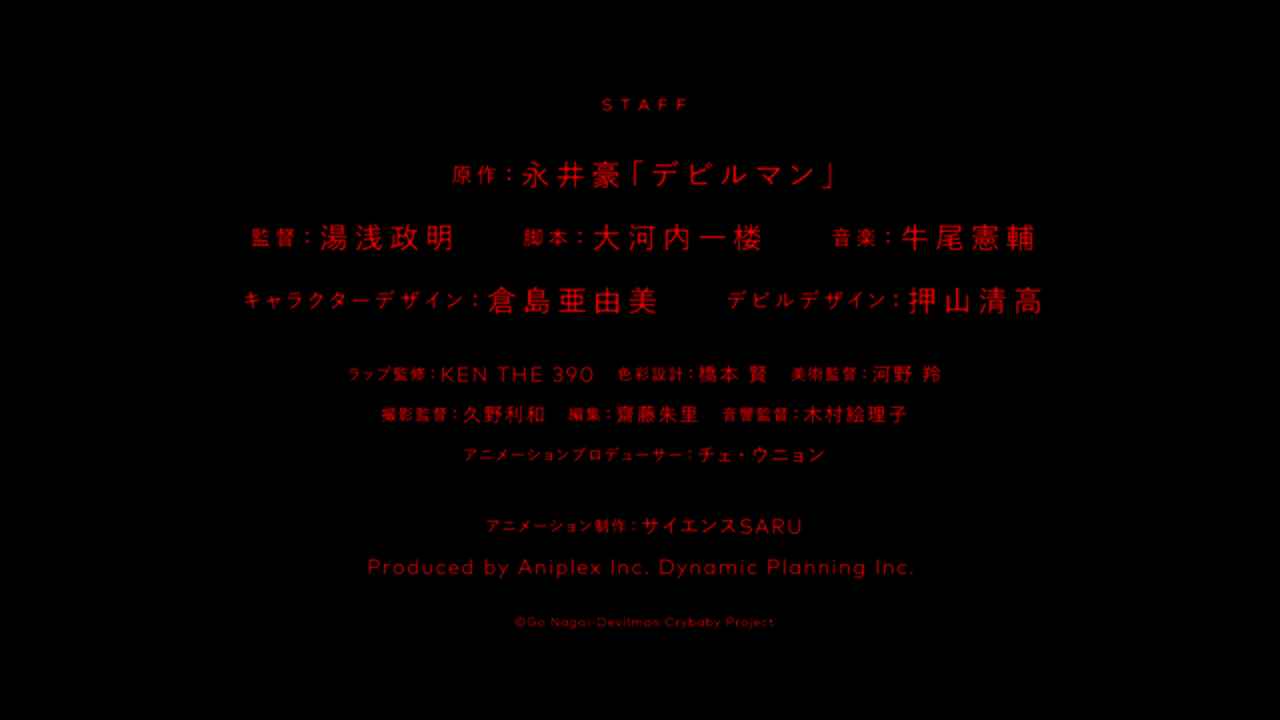 STAFF
原作：永井豪「デビルマン」
監督：湯浅政明　脚本：大河内一楼　音楽：牛尾憲輔
キャラクターデザイン：倉島亜由美　デビルデザイン：押山清高
ラップ監修：KEN THE 390　色彩設計：橋本 賢　美術監督：河野 羚
撮影監督：久野利和　編集：齋藤朱里　音響監督：木村絵理子
アニメーションプロデューサー：チェ・ウニョン
アニメーション制作：サイエンスSARU
Produced by Aniplex Inc. Dynamic Planning Inc.
©Go Nagai-Devilman Crybaby Project